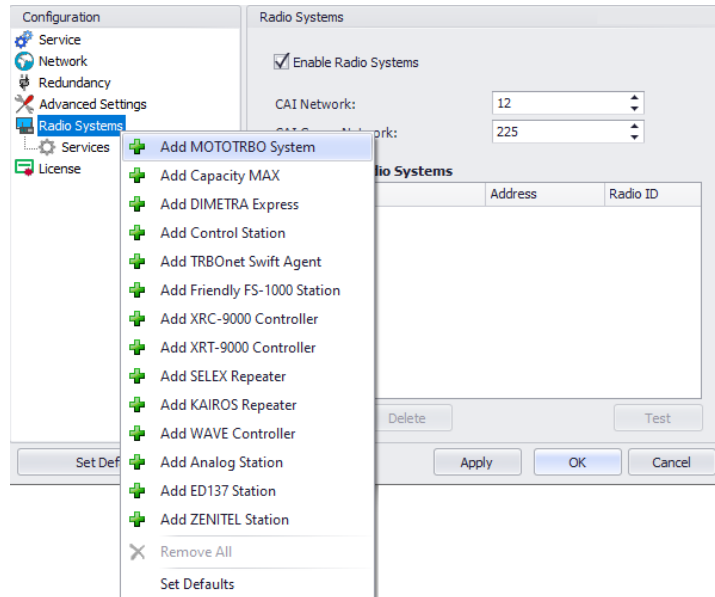 Configuration
Service
Network
Redundancy
Advanced Settings
Radio Systems
Services
License
Radio Systems
Enable Radio Systems
CAI Network: 12
225
Systems
Address Radio ID
Delete Test
Apply OK Cancel
Add MOTOTRBO System
Add Capacity MAX
Add DIMETRA Express
Add Control Station
Add TRBOnet Swift Agent
Add Friendly FS-1000 Station
Add XRC-9000 Controller
Add XRT-9000 Controller
Add SELEX Repeater
Add KAIROS Repeater
Add WAVE Controller
Add Analog Station
Add ED137 Station
Add ZENITEL Station
Remove All
Set Defaults